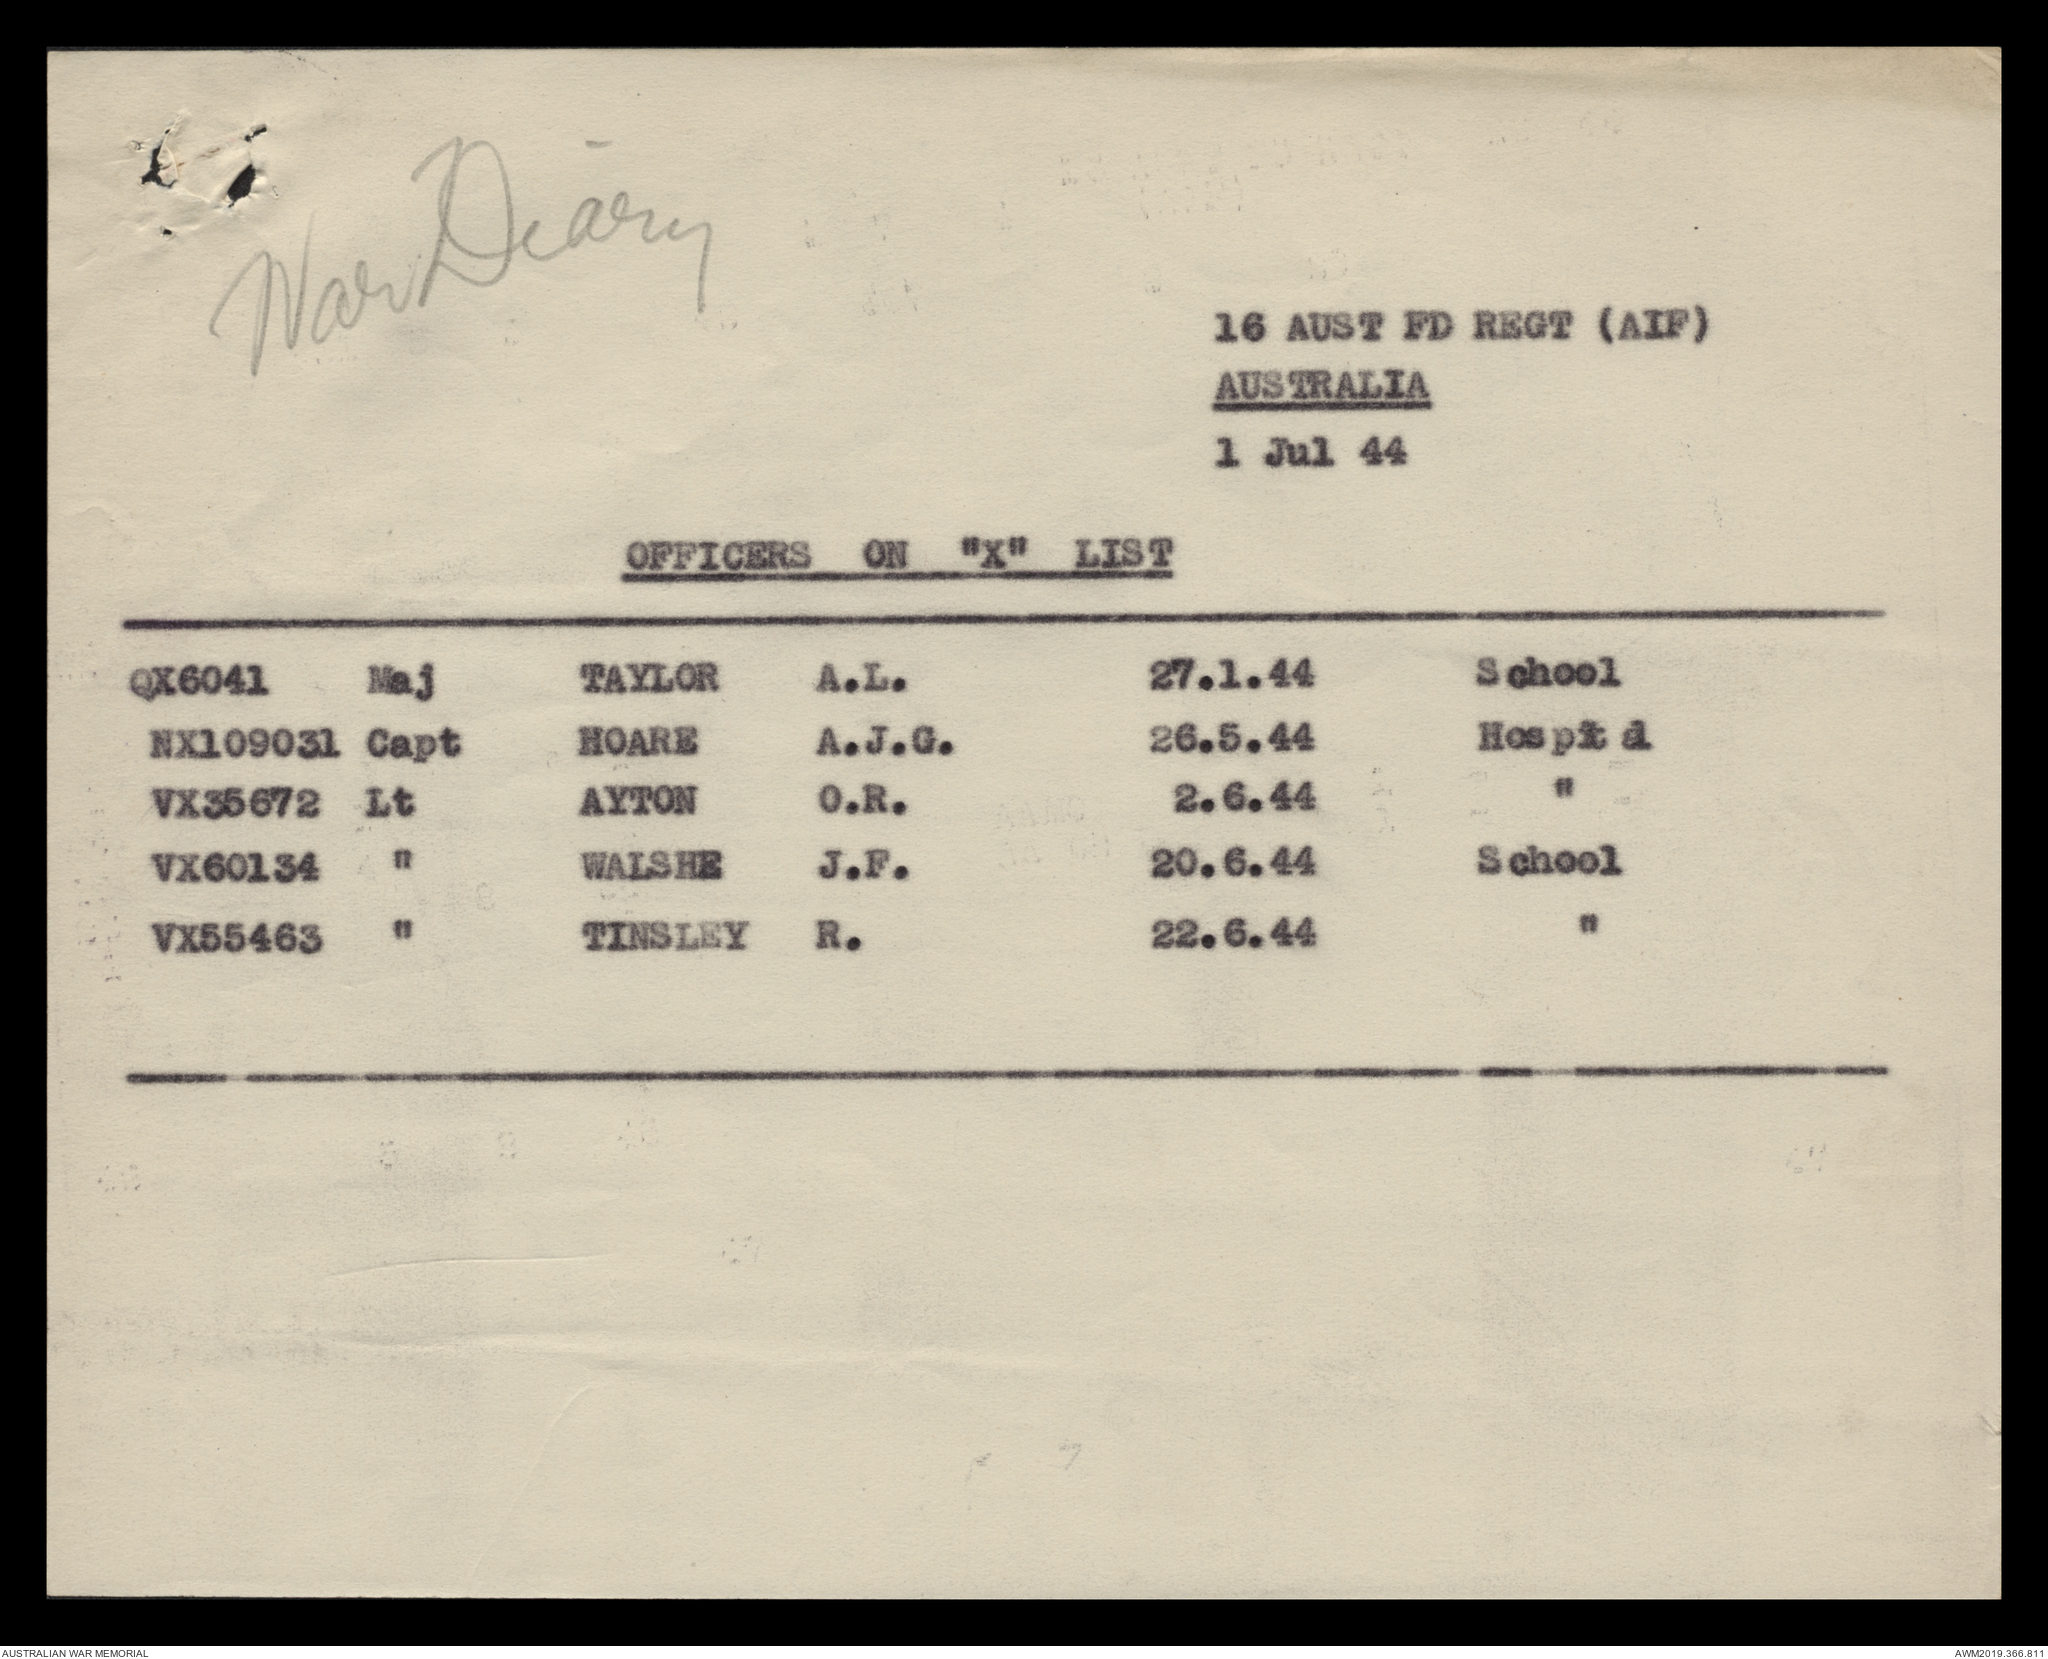 War Diary
16 AUST FD REGT (AIF)
AUSTRALIA
1 Jul 44
OFFICERS ON "X" LIST
QX6041 Maj TAYLOR A.L. 27.1.44 School
NX109031 Capt HOARE A.J.G. 26.5.44 Hospital
VX35672 Lt AYTON O.R. 2.6.44 "
VX60134 " WALSHE J.F. 20.6.44 School
VX55463 " TINSLEY R. 22.6.44 "
AUSTRALIAN WAR MEMORIAL AWM2019.366.811